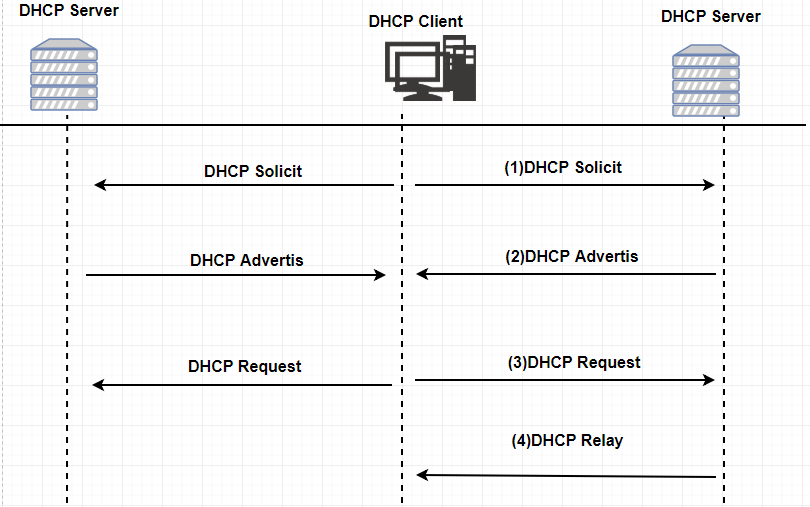 DHCP Server
DHCP Client
DHCP Server
DHCP Solicit
(1)DHCP Solicit
DHCP Advertis
(2)DHCP Advertis
DHCP Request
(3)DHCP Request
(4)DHCP Relay